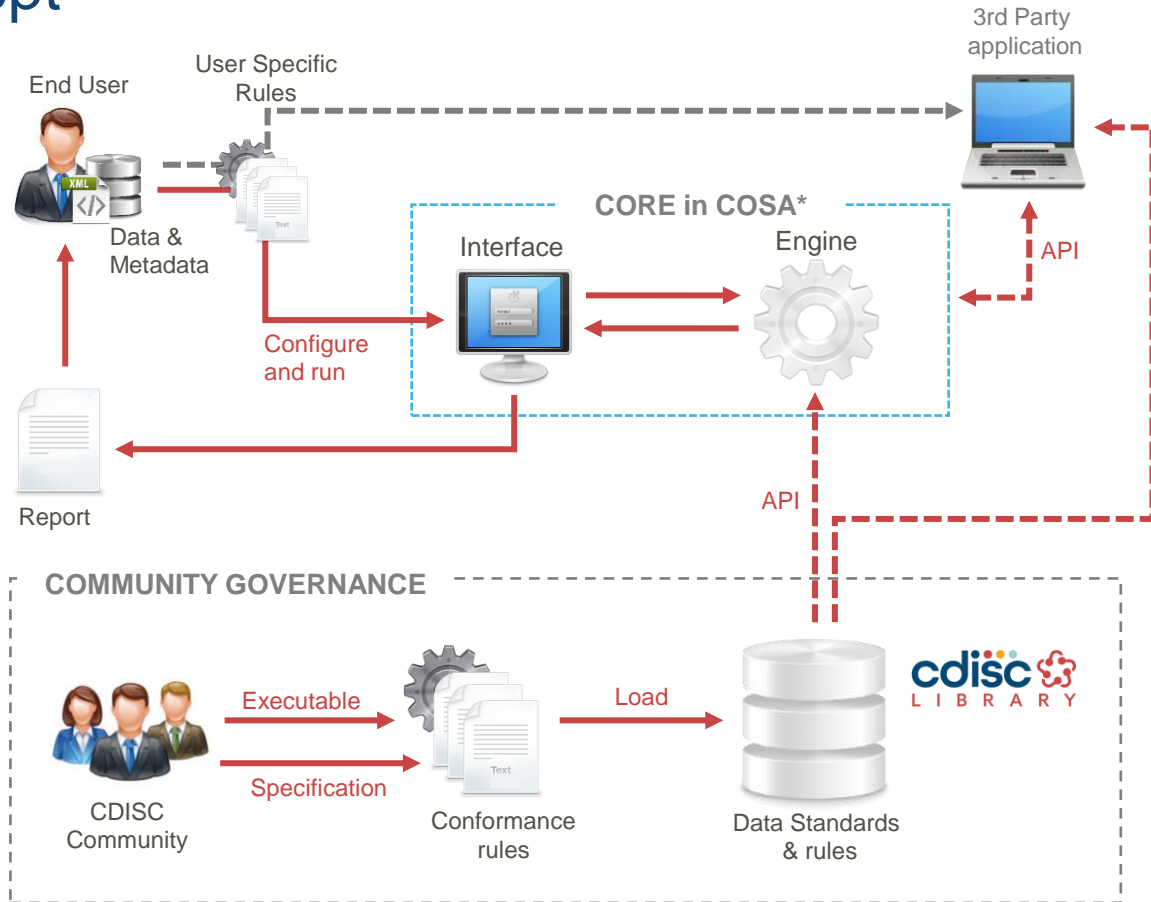 3rd Party
application
User Specific
Rules
End User
XML
</>
Text
Data &
Metadata
CORE in COSA*
Interface
Engine
API
Configure
and run
Report
API
COMMUNITY GOVERNANCE
Executable
Load
cdisc
LIBRARY
Text
Specification
CDISC
Community
Conformance
rules
Data Standards
& rules